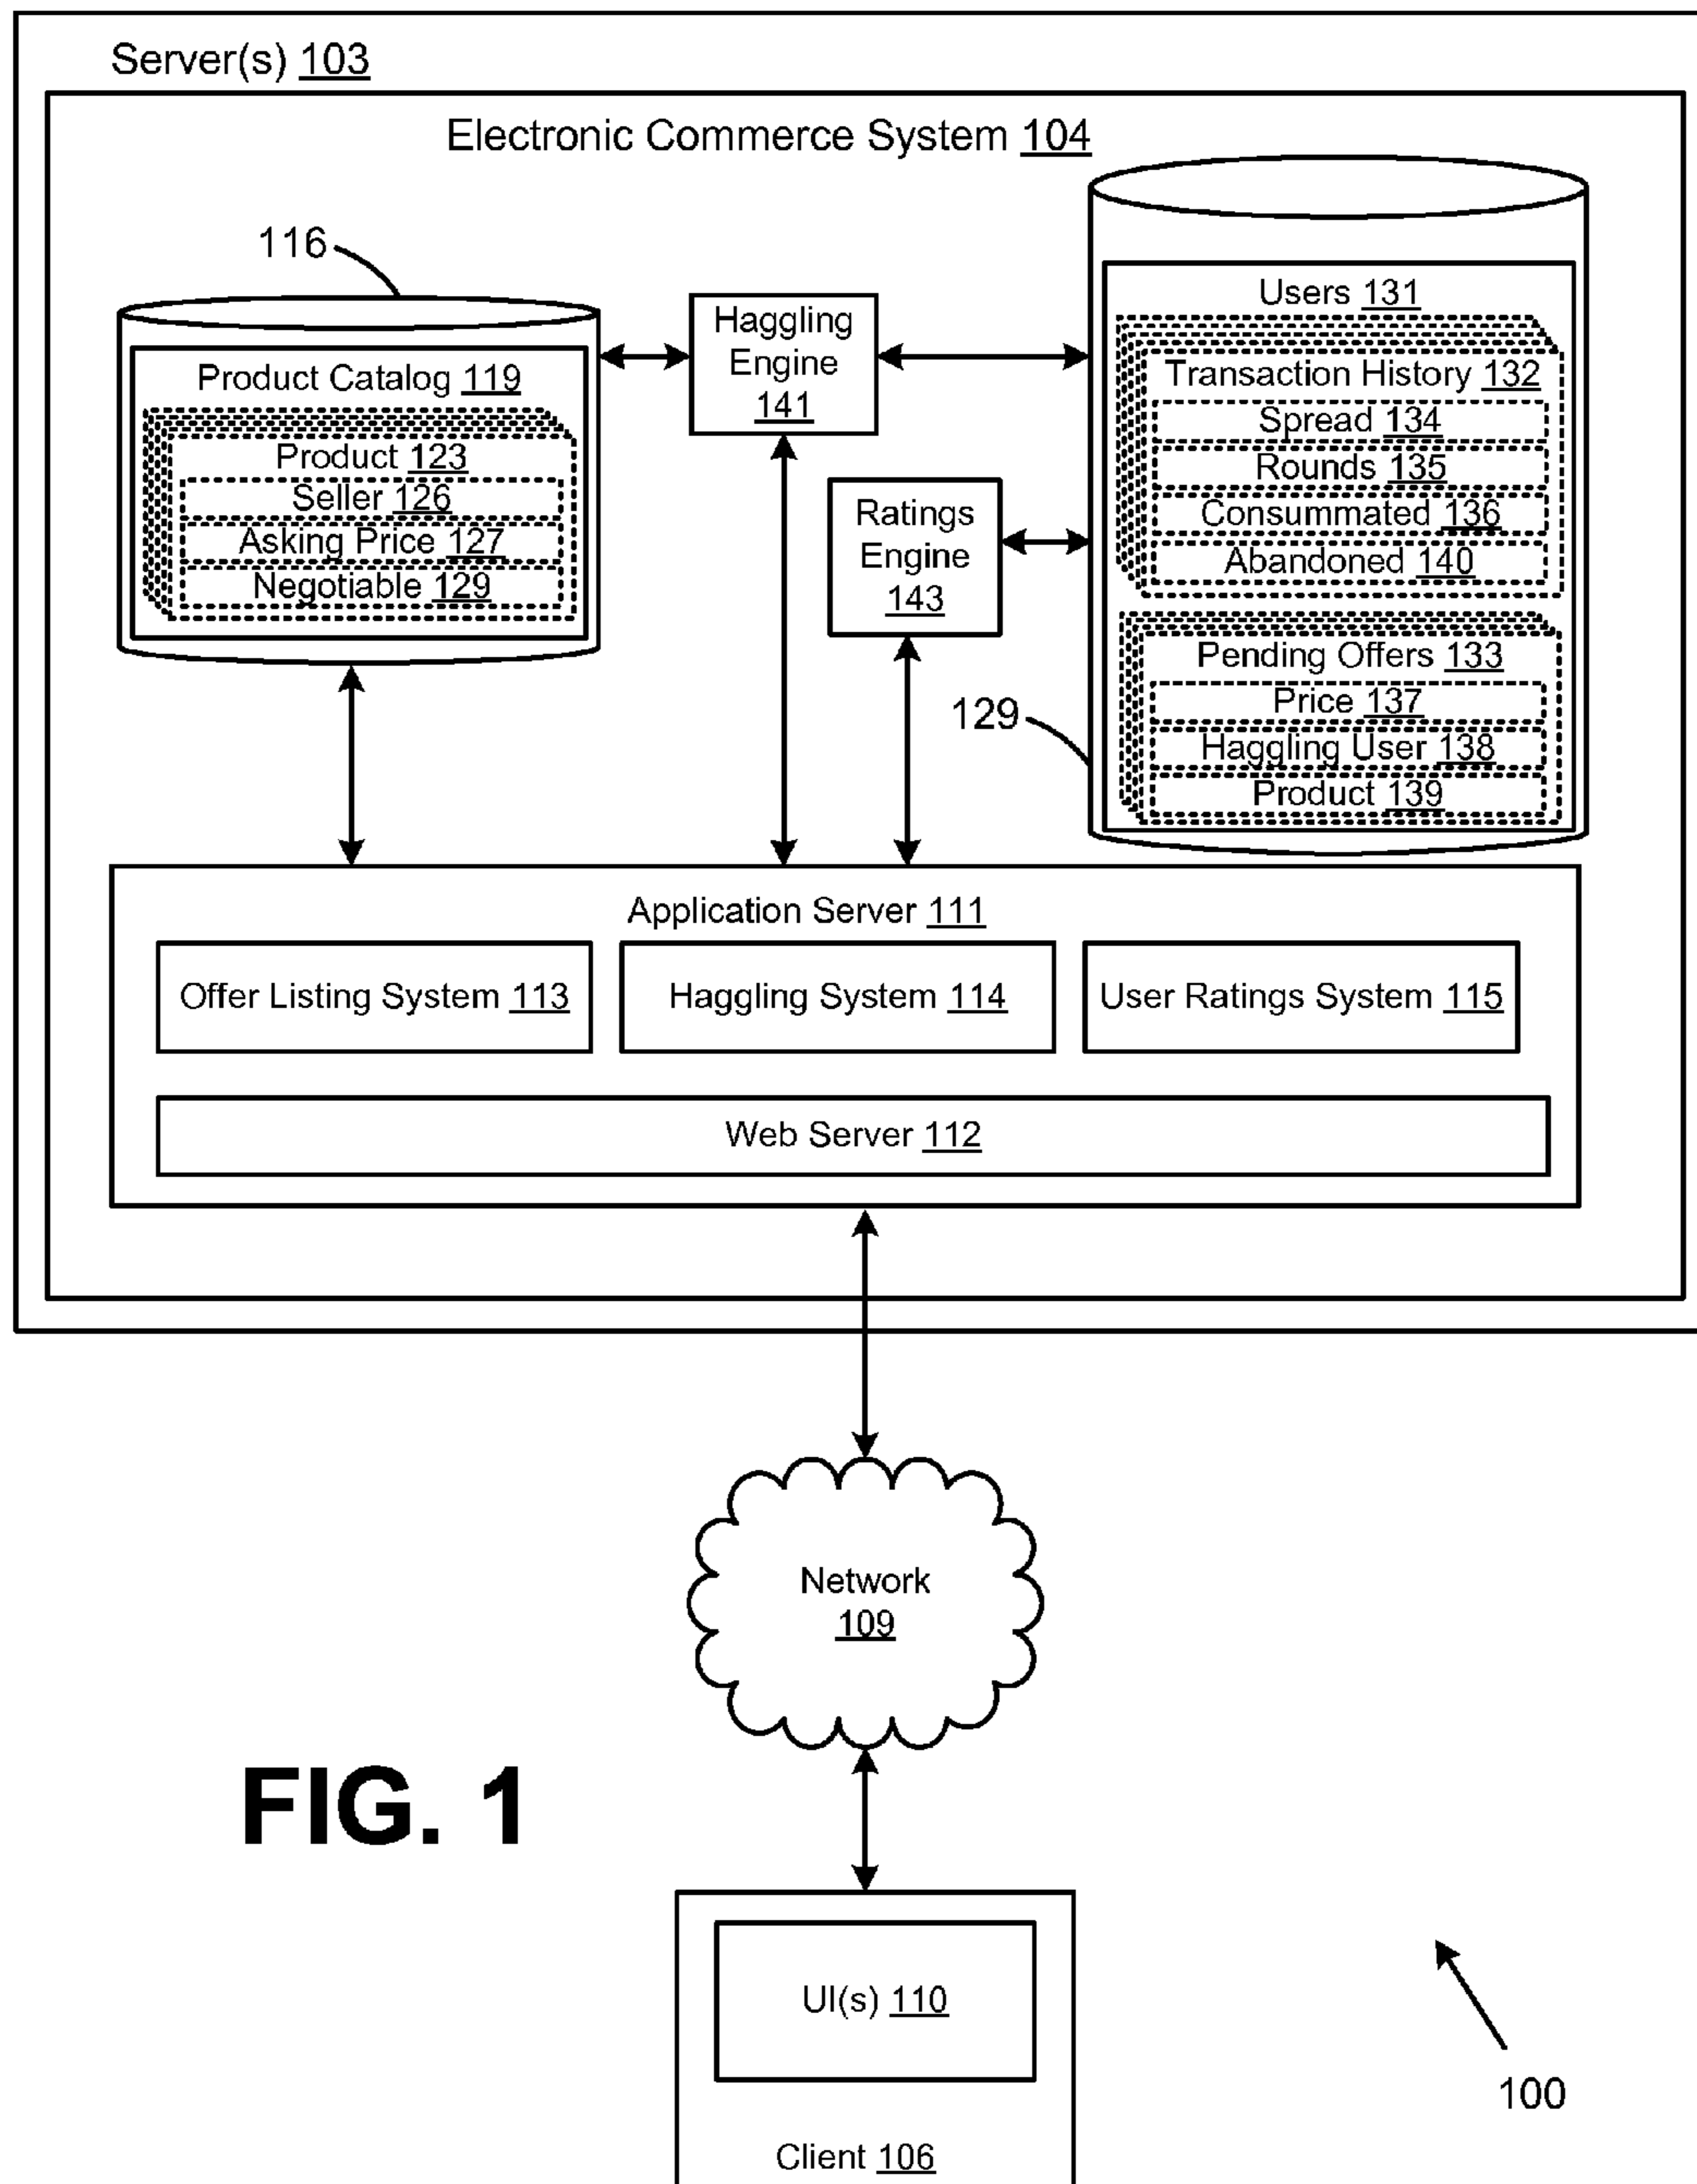 Server(s) 103
Electronic Commerce System 104
116
Product Catalog 119
Product 123
Seller 126
Asking Price 127
Negotiable 129
Haggling
Engine
141
Ratings
Engine
143
Users 131
Transaction History 132
Spread 134
Rounds 135
Consummated 136
Abandoned 140
Pending Offers 133
Price 137
Haggling User 138
Product 139
129
Application Server 111
Offer Listing System 113
Haggling System 114
User Ratings System 115
Web Server 112
Network
109
FIG. 1
UI(s) 110
Client 106
100